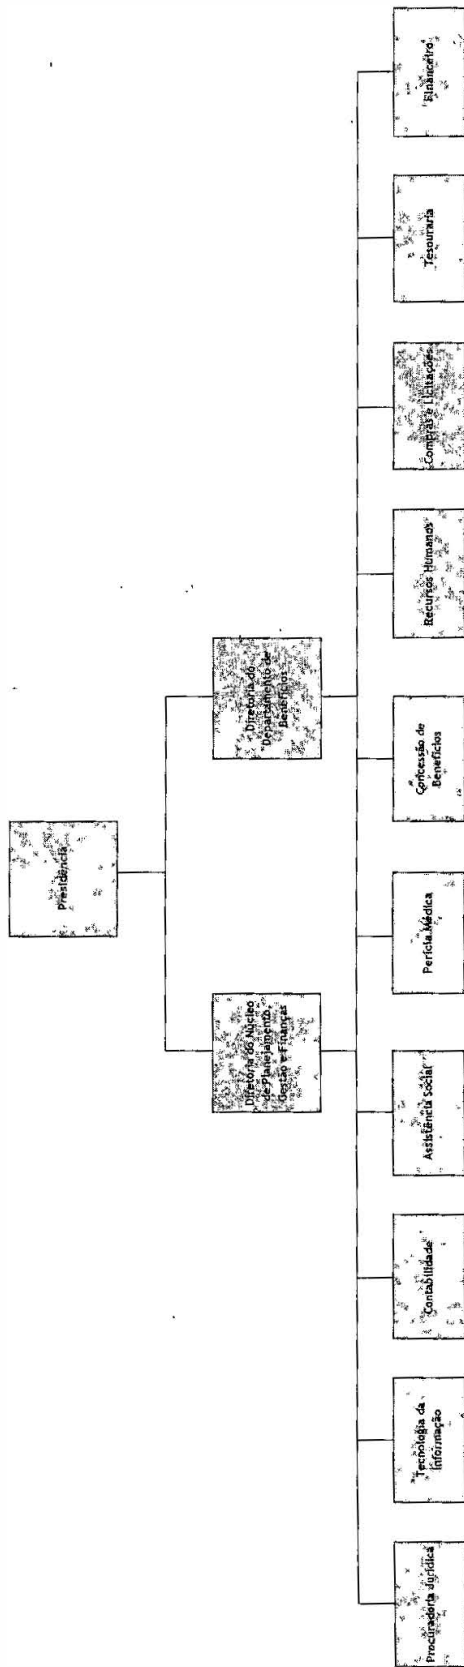 Presidência
Diretoria do Núcleo
de Planejamento
Gestão e Finanças
Diretoria do
Departamento de
Benefícios
Procuradoria Jurídica
Tecnologia da
Informação
Contabilidade
Assistência Social
Perícia Médica
Concessão de
Benefícios
Recursos Humanos
Compras e Licitações
Tesouraria
Financeiro